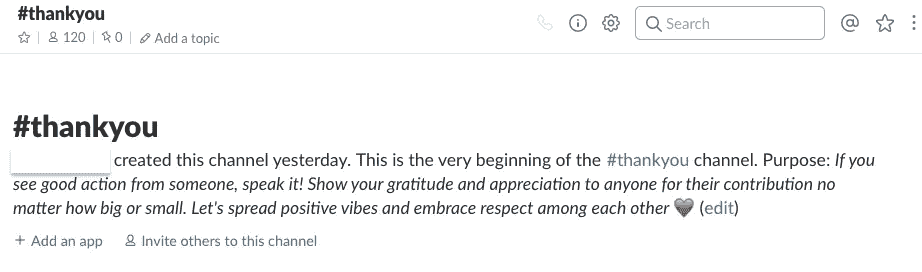 #thankyou
120 | 0 | Add a topic
Search
#thankyou
created this channel yesterday. This is the very beginning of the #thankyou channel. Purpose: If you
see good action from someone, speak it! Show your gratitude and appreciation to anyone for their contribution no
matter how big or small. Let's spread positive vibes and embrace respect among each other 🖤 (edit)
+ Add an app Invite others to this channel